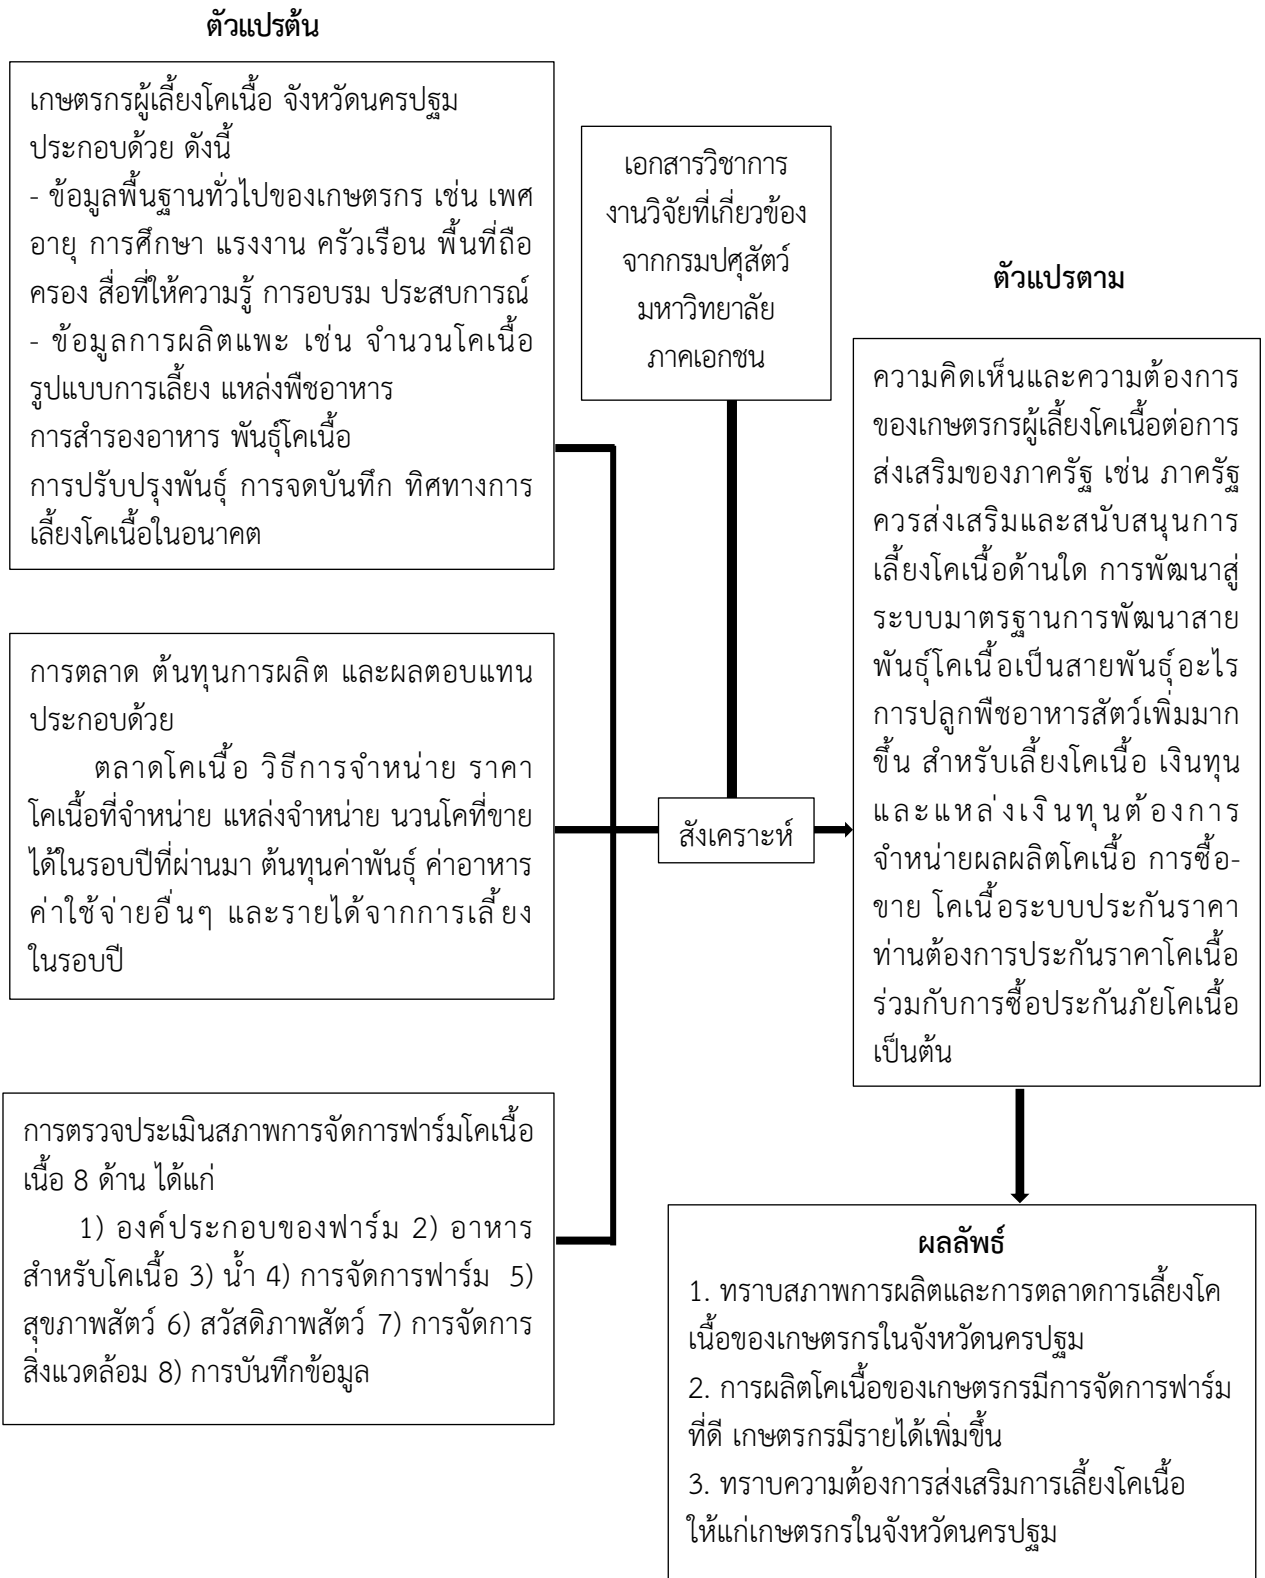 ตัวแปรต้น
เกษตรกรผู้เลี้ยงโคเนื้อ จังหวัดนครปฐม
ประกอบด้วย ดังนี้
- ข้อมูลพื้นฐานทั่วไปของเกษตรกร เช่น เพศ
อายุ การศึกษา แรงงาน ครัวเรือน พื้นที่ถือ
ครอง สื่อที่ให้ความรู้ การอบรม ประสบการณ์
- ข้อมูลการผลิตแพะ เช่น จำนวนโคเนื้อ
รูปแบบการเลี้ยง แหล่งพืชอาหาร
การสำรองอาหาร พันธุ์โคเนื้อ
การปรับปรุงพันธุ์ การจดบันทึก ทิศทางการ
เลี้ยงโคเนื้อในอนาคต
การตลาด ต้นทุนการผลิต และผลตอบแทน
ประกอบด้วย
ตลาดโคเนื้อ วิธีการจำหน่าย ราคา
โคเนื้อที่จำหน่าย แหล่งจำหน่าย นวนโคที่ขาย
ได้ในรอบปีที่ผ่านมา ต้นทุนค่าพันธุ์ ค่าอาหาร
ค่าใช้จ่ายอื่นๆ และรายได้จากการเลี้ยง
ในรอบปี
การตรวจประเมินสภาพการจัดการฟาร์มโคเนื้อ
เนื้อ 8 ด้าน ได้แก่
1) องค์ประกอบของฟาร์ม 2) อาหาร
สำหรับโคเนื้อ 3) น้ำ 4) การจัดการฟาร์ม 5)
สุขภาพสัตว์ 6) สวัสดิภาพสัตว์ 7) การจัดการ
สิ่งแวดล้อม 8) การบันทึกข้อมูล
เอกสารวิชาการ
งานวิจัยที่เกี่ยวข้อง
จากกรมปศุสัตว์
มหาวิทยาลัย
ภาคเอกชน
สังเคราะห์
ตัวแปรตาม
ความคิดเห็นและความต้องการ
ของเกษตรกรผู้เลี้ยงโคเนื้อต่อการ
ส่งเสริมของภาครัฐ เช่น ภาครัฐ
ควรส่งเสริมและสนับสนุนการ
เลี้ยงโคเนื้อด้านใด การพัฒนาสู่
ระบบมาตรฐานการพัฒนาสาย
พันธุ์โคเนื้อเป็นสายพันธุ์อะไร
การปลูกพืชอาหารสัตว์เพิ่มมาก
ขึ้น สำหรับเลี้ยงโคเนื้อ เงินทุน
และแหล่งเงินทุนต้องการ
จำหน่ายผลผลิตโคเนื้อ การซื้อ-
ขาย โคเนื้อระบบประกันราคา
ท่านต้องการประกันราคาโคเนื้อ
ร่วมกับการซื้อประกันภัยโคเนื้อ
เป็นต้น
ผลลัพธ์
1. ทราบสภาพการผลิตและการตลาดการเลี้ยงโค
เนื้อของเกษตรกรในจังหวัดนครปฐม
2. การผลิตโคเนื้อของเกษตรกรมีการจัดการฟาร์ม
ที่ดี เกษตรกรมีรายได้เพิ่มขึ้น
3. ทราบความต้องการส่งเสริมการเลี้ยงโคเนื้อ
ให้แก่เกษตรกรในจังหวัดนครปฐม